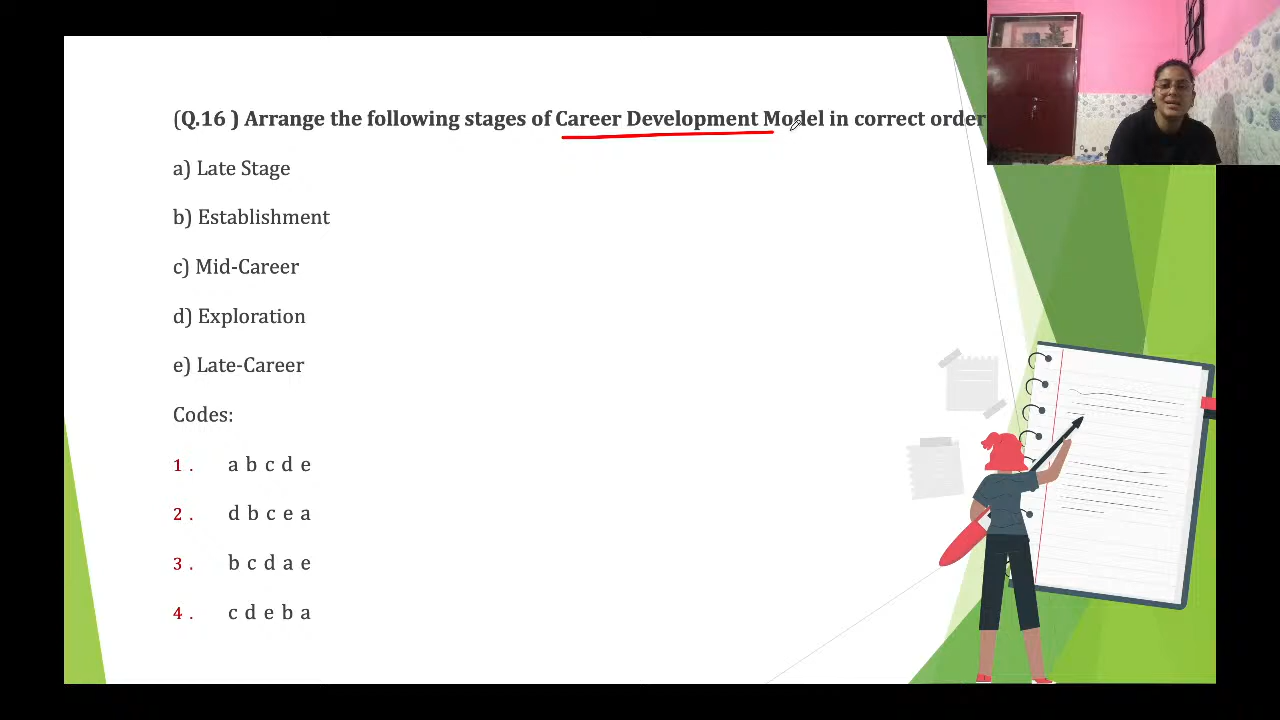 (Q.16 ) Arrange the following stages of Career Development Model in correct order
a) Late Stage
b) Establishment
c) Mid-Career
d) Exploration
e) Late-Career
Codes:
1 . a b c d e
2 . d b c e a
3 . b c d a e
4 . c d e b a